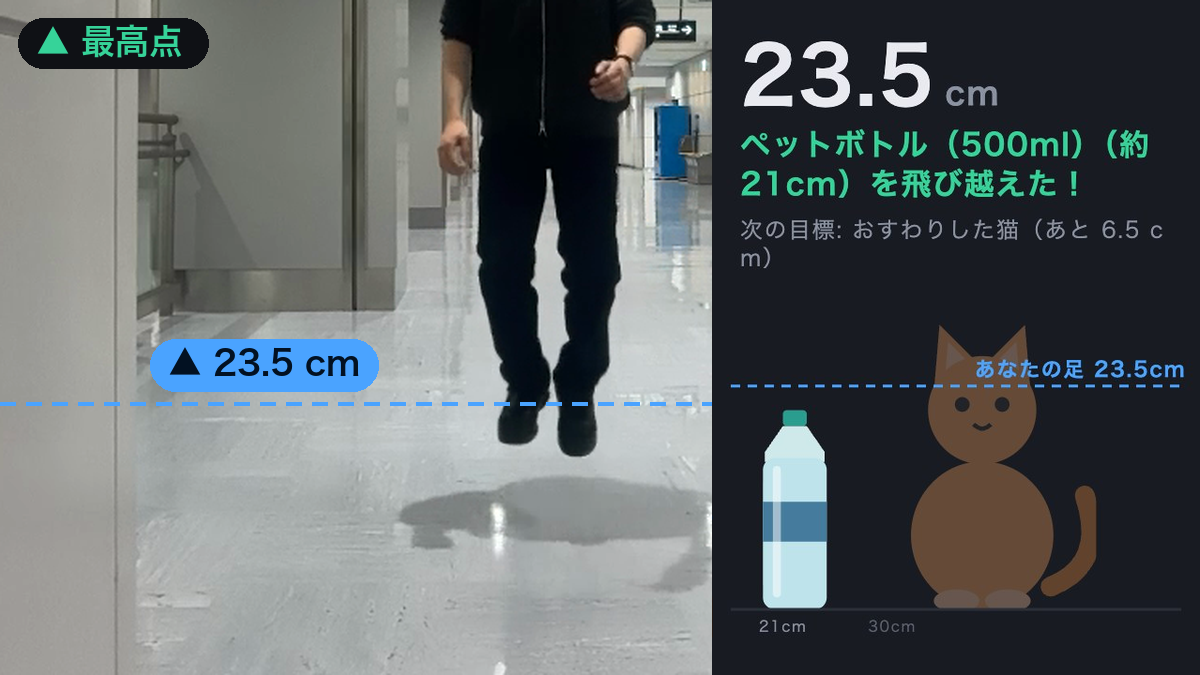 ▲ 最高点
▲ 23.5 cm
23.5 cm
ペットボトル（500ml）（約
21cm）を飛び越えた！
次の目標: おすわりした猫（あと 6.5 c
m）
あなたの足 23.5cm
21cm
30cm